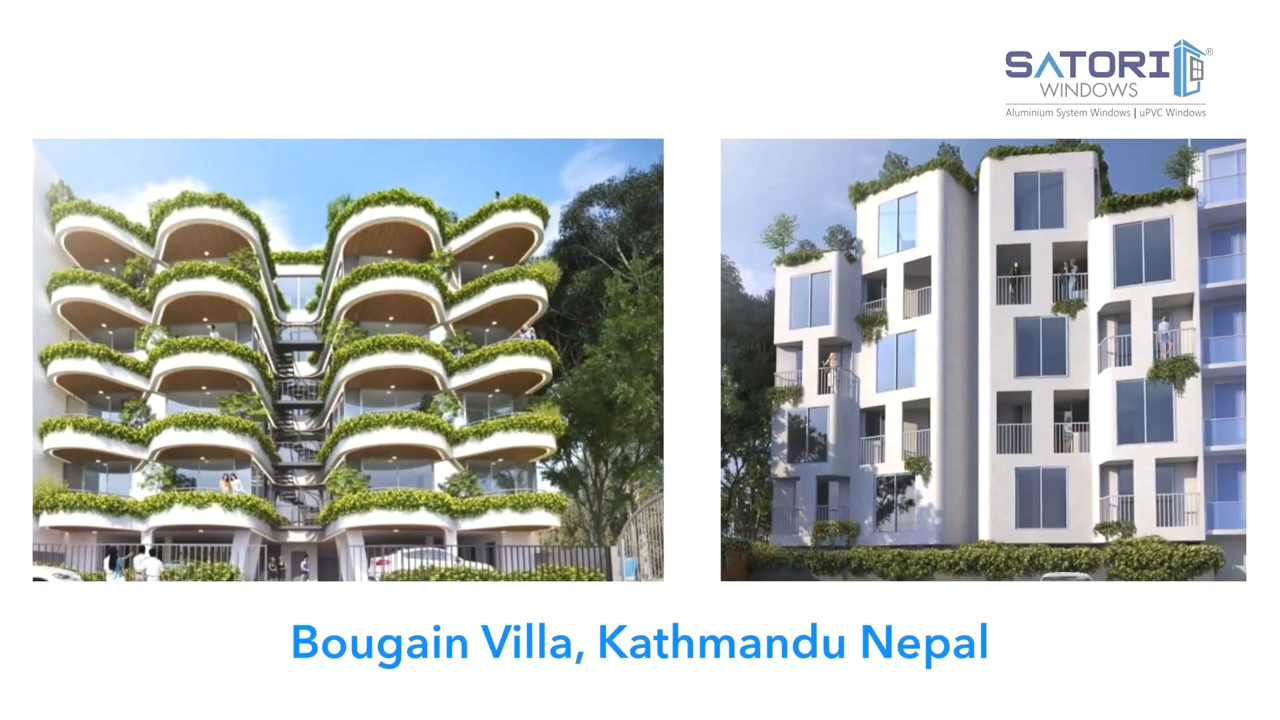 SATORI®
WINDOWS
Aluminium System Windows | uPVC Windows
Bougain Villa, Kathmandu Nepal